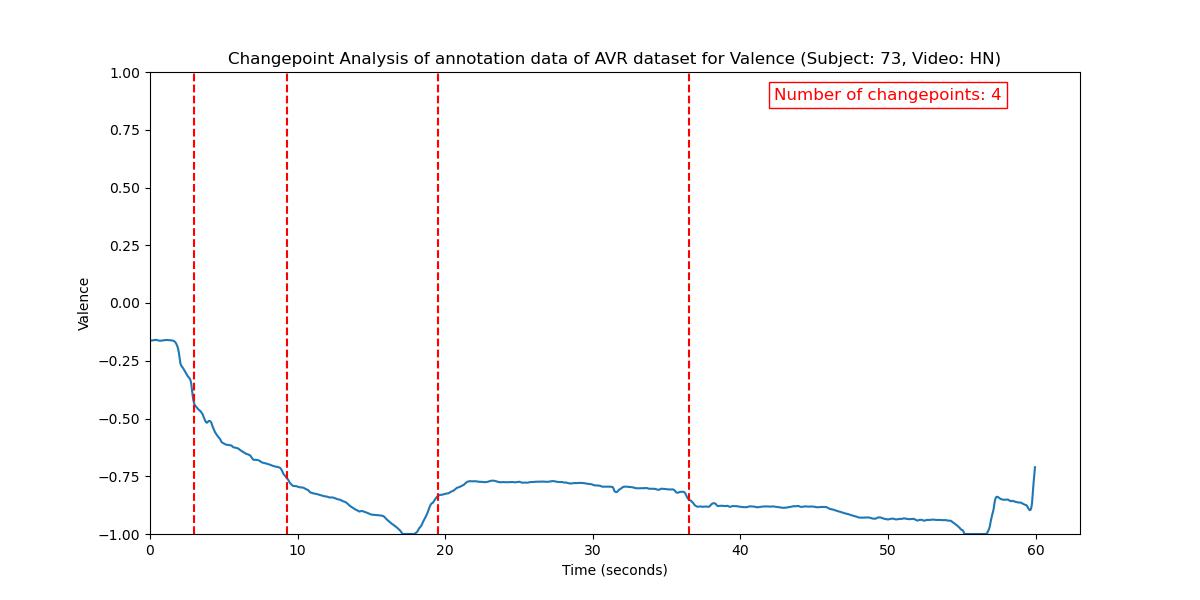 Changepoint Analysis of annotation data of AVR dataset for Valence (Subject: 73, Video: HN)
Number of changepoints: 4
Valence
1.00
0.75
0.50
0.25
0.00
−0.25
−0.50
−0.75
−1.00
0 10 20 30 40 50 60
Time (seconds)